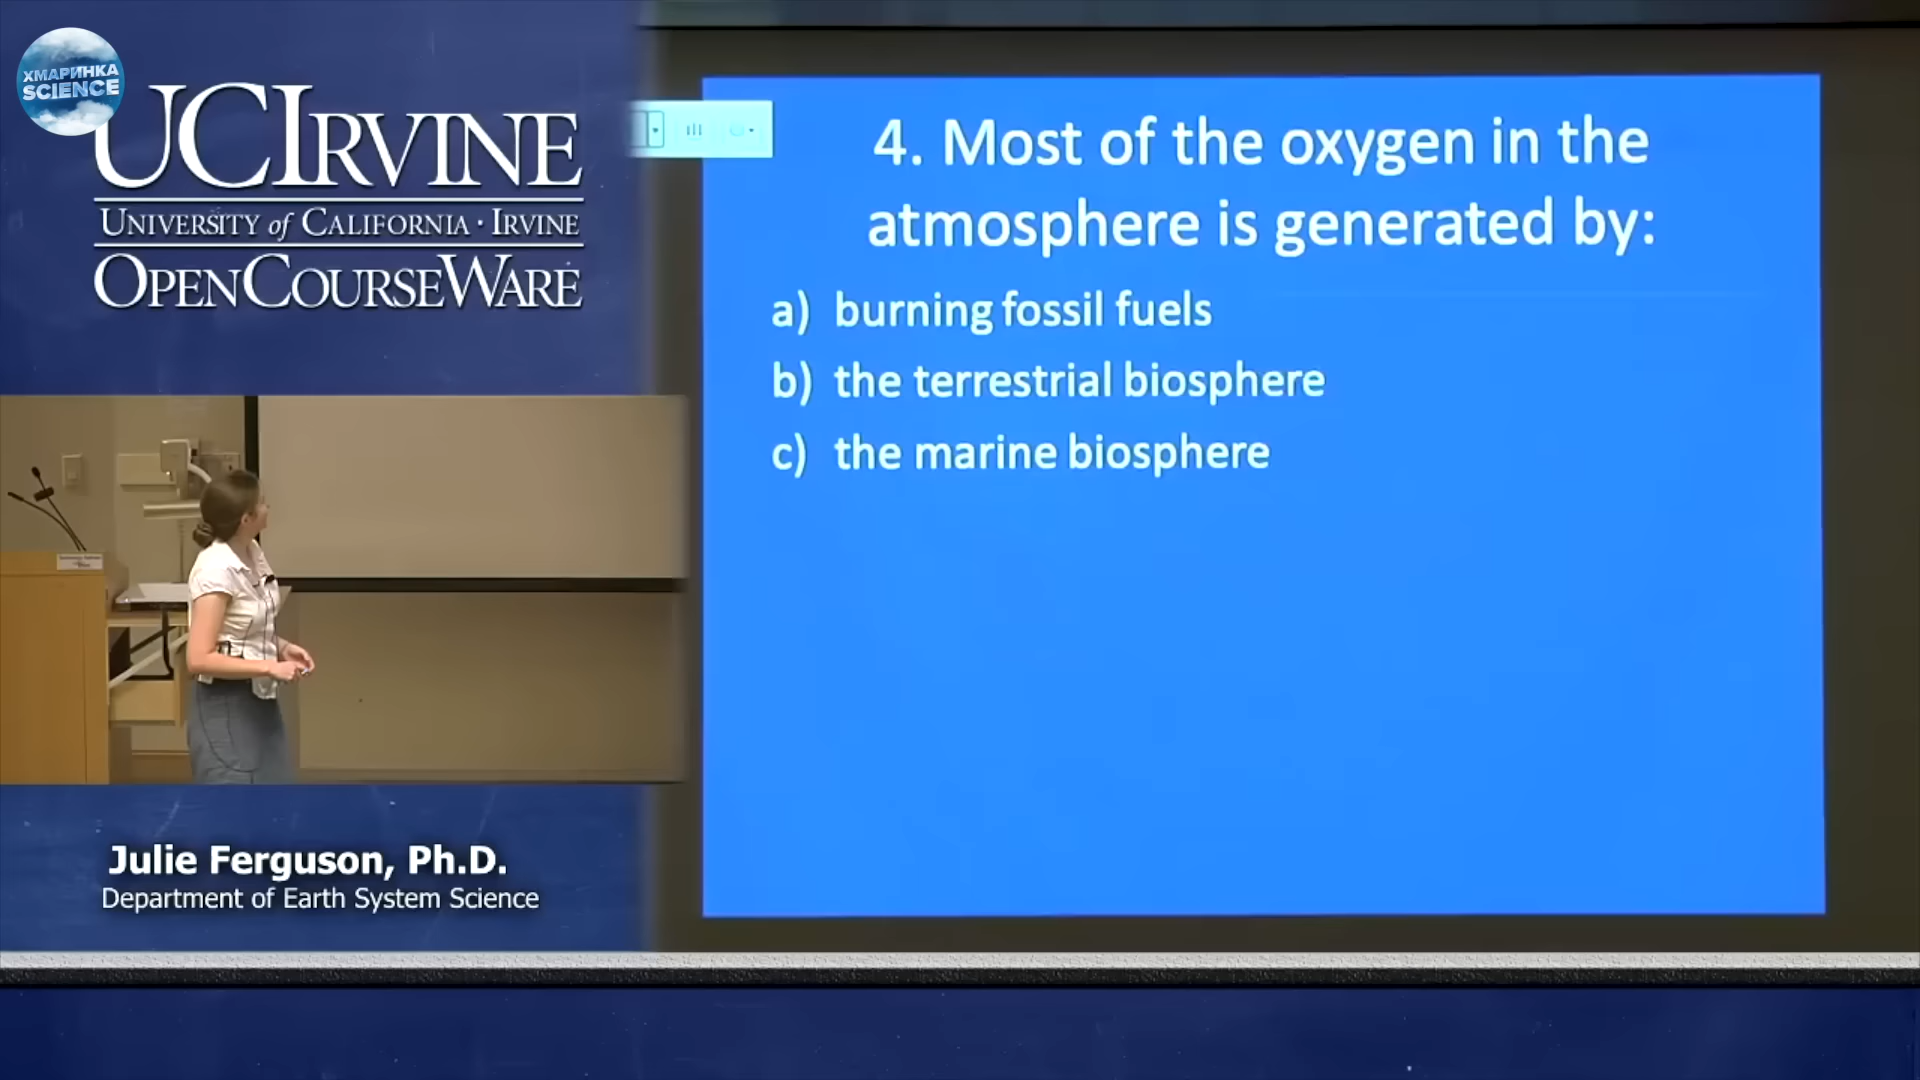 ХМАРИНКА
SCIENCE
UCIRVINE
UNIVERSITY of CALIFORNIA · IRVINE
OPENCOURSEWARE
4. Most of the oxygen in the
atmosphere is generated by:
a) burning fossil fuels
b) the terrestrial biosphere
c) the marine biosphere
Julie Ferguson, Ph.D.
Department of Earth System Science